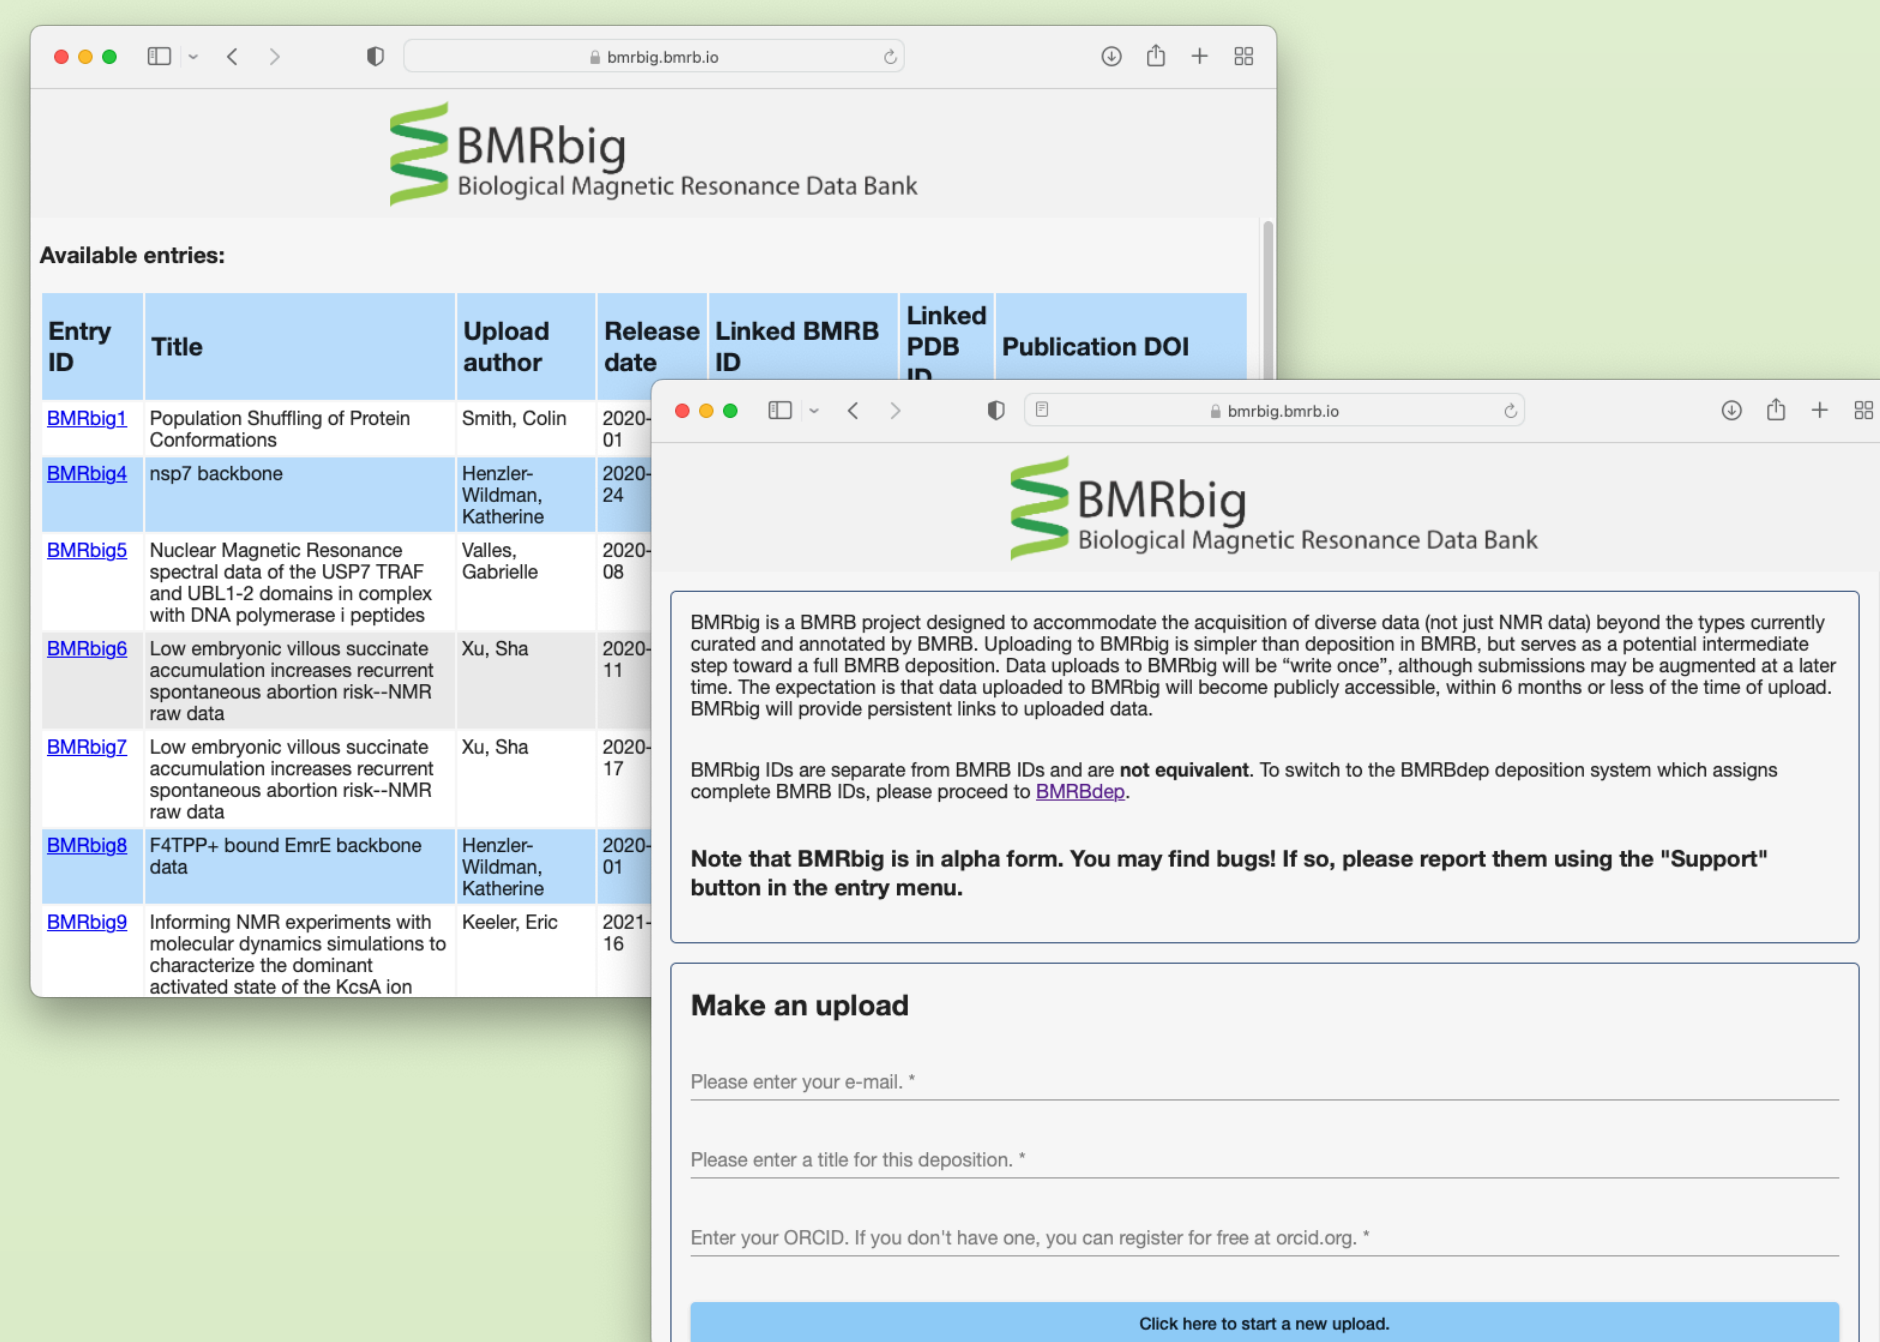 bmrbig.bmrb.io
BMRbig
Biological Magnetic Resonance Data Bank
Available entries:
Entry ID
Title
Upload author
Release date
Linked BMRB ID
Linked PDB ID
Publication DOI
BMRbig1
Population Shuffling of Protein
Conformations
Smith, Colin
2020-
01
BMRbig4
nsp7 backbone
Henzler-
Wildman,
Katherine
2020-
24
BMRbig5
Nuclear Magnetic Resonance
spectral data of the USP7 TRAF
and UBL1-2 domains in complex
with DNA polymerase i peptides
Valles,
Gabrielle
2020-
08
BMRbig6
Low embryonic villous succinate
accumulation increases recurrent
spontaneous abortion risk--NMR
raw data
Xu, Sha
2020-
11
BMRbig7
Low embryonic villous succinate
accumulation increases recurrent
spontaneous abortion risk--NMR
raw data
Xu, Sha
2020-
17
BMRbig8
F4TPP+ bound EmrE backbone
data
Henzler-
Wildman,
Katherine
2020-
01
BMRbig9
Informing NMR experiments with
molecular dynamics simulations to
characterize the dominant
activated state of the KcsA ion
Keeler, Eric
2021-
16
bmrbig.bmrb.io
BMRbig
Biological Magnetic Resonance Data Bank
BMRbig is a BMRB project designed to accommodate the acquisition of diverse data (not just NMR data) beyond the types currently
curated and annotated by BMRB. Uploading to BMRbig is simpler than deposition in BMRB, but serves as a potential intermediate
step toward a full BMRB deposition. Data uploads to BMRbig will be “write once”, although submissions may be augmented at a later
time. The expectation is that data uploaded to BMRbig will become publicly accessible, within 6 months or less of the time of upload.
BMRbig will provide persistent links to uploaded data.
BMRbig IDs are separate from BMRB IDs and are not equivalent. To switch to the BMRBdep deposition system which assigns
complete BMRB IDs, please proceed to BMRBdep.
Note that BMRbig is in alpha form. You may find bugs! If so, please report them using the "Support"
button in the entry menu.
Make an upload
Please enter your e-mail. *
Please enter a title for this deposition. *
Enter your ORCID. If you don't have one, you can register for free at orcid.org. *
Click here to start a new upload.